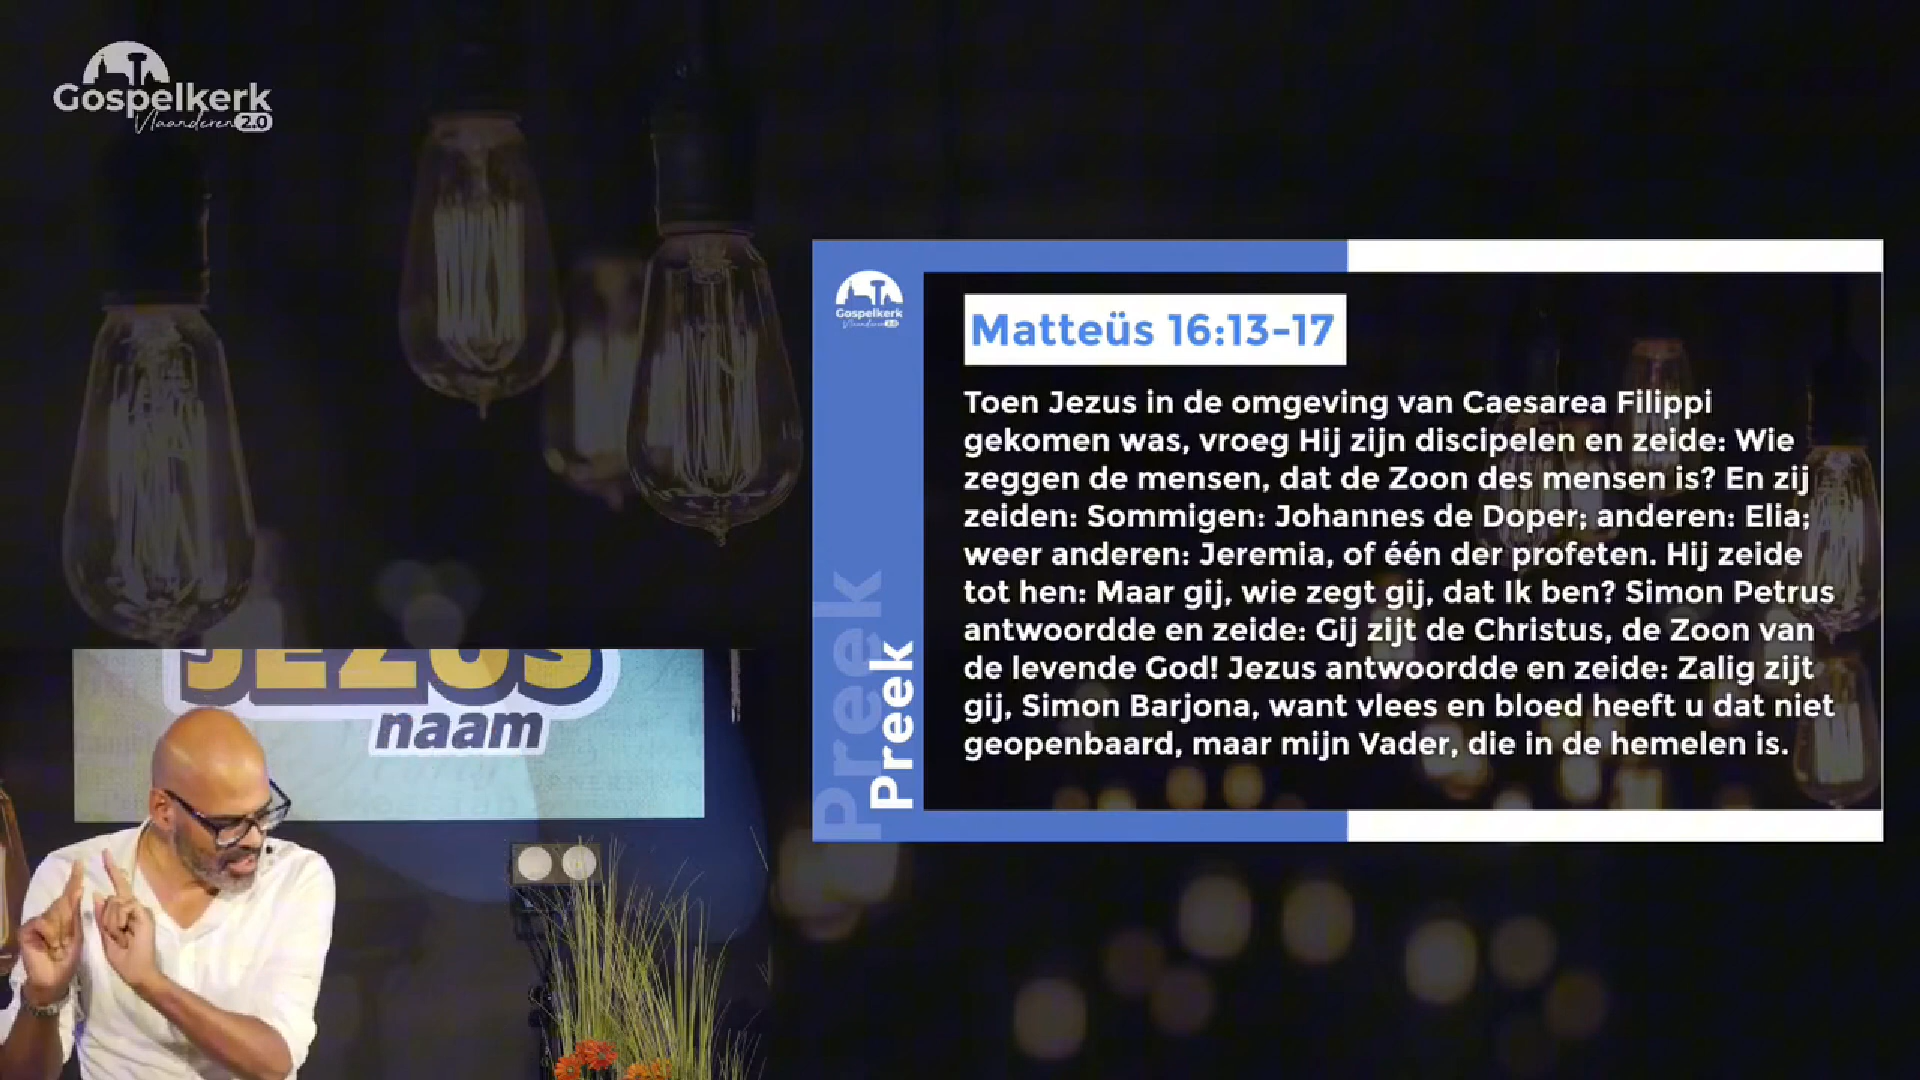 Gospelkerk
Vlaanderen 2.0
Gospelkerk
Vlaanderen 2.0
Matteüs 16:13-17
Toen Jezus in de omgeving van Caesarea Filippi
gekomen was, vroeg Hij zijn discipelen en zeide: Wie
zeggen de mensen, dat de Zoon des mensen is? En zij
zeiden: Sommigen: Johannes de Doper; anderen: Elia;
weer anderen: Jeremia, of één der profeten. Hij zeide
tot hen: Maar gij, wie zegt gij, dat Ik ben? Simon Petrus
antwoordde en zeide: Gij zijt de Christus, de Zoon van
de levende God! Jezus antwoordde en zeide: Zalig zijt
gij, Simon Barjona, want vlees en bloed heeft u dat niet
geopenbaard, maar mijn Vader, die in de hemelen is.
Preek
Preek
JEZUS
naam